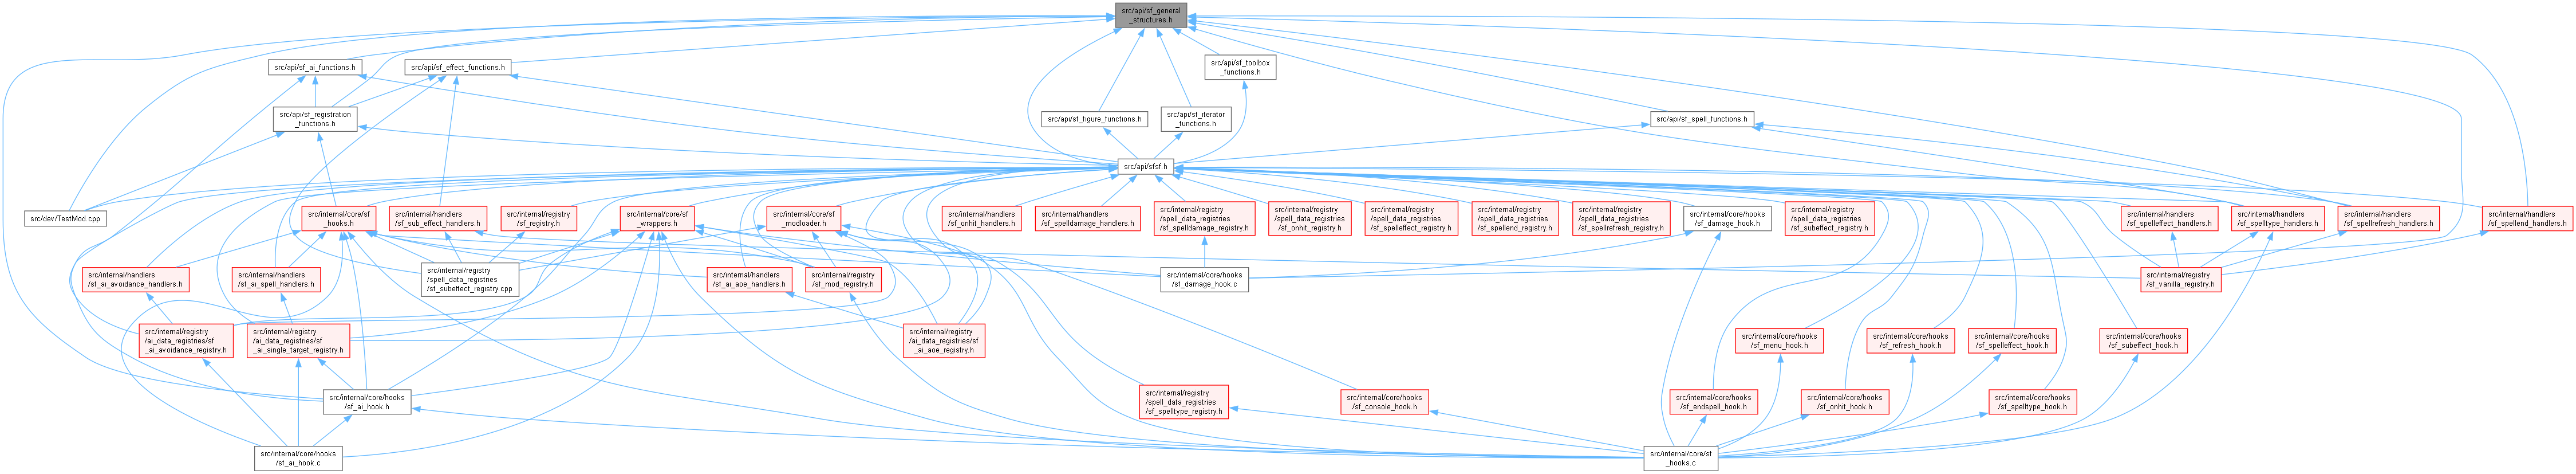 src/api/sf_general
_structures.h
src/api/sf_ai_functions.h
src/api/sf_effect_functions.h
src/api/sf_toolbox
_functions.h
src/api/sf_registration
_functions.h
src/api/sf_figure_functions.h
src/api/sf_iterator
_functions.h
src/api/sf_spell_functions.h
src/api/sfsf.h
src/dev/TestMod.cpp
src/internal/core/sf
_hooks.h
src/internal/handlers
/sf_sub_effect_handlers.h
src/internal/registry
/sf_registry.h
src/internal/core/sf
_wrappers.h
src/internal/core/sf
_modloader.h
src/internal/handlers
/sf_onhit_handlers.h
src/internal/handlers
/sf_spelldamage_handlers.h
src/internal/registry
/spell_data_registries
/sf_spelldamage_registry.h
src/internal/registry
/spell_data_registries
/sf_onhit_registry.h
src/internal/registry
/spell_data_registries
/sf_spelleffect_registry.h
src/internal/registry
/spell_data_registries
/sf_spellend_registry.h
src/internal/registry
/spell_data_registries
/sf_spellrefresh_registry.h
src/internal/core/hooks
/sf_damage_hook.h
src/internal/registry
/spell_data_registries
/sf_subeffect_registry.h
src/internal/handlers
/sf_spelleffect_handlers.h
src/internal/handlers
/sf_spelltype_handlers.h
src/internal/handlers
/sf_spellrefresh_handlers.h
src/internal/handlers
/sf_spellend_handlers.h
src/internal/handlers
/sf_ai_avoidance_handlers.h
src/internal/handlers
/sf_ai_spell_handlers.h
src/internal/registry
/spell_data_registries
/sf_subeffect_registry.cpp
src/internal/handlers
/sf_ai_aoe_handlers.h
src/internal/registry
/sf_mod_registry.h
src/internal/core/hooks
/sf_damage_hook.c
src/internal/registry
/sf_vanilla_registry.h
src/internal/registry
/ai_data_registries/sf
_ai_avoidance_registry.h
src/internal/registry
/ai_data_registries/sf
_ai_single_target_registry.h
src/internal/registry
/ai_data_registries/sf
_ai_aoe_registry.h
src/internal/core/hooks
/sf_menu_hook.h
src/internal/core/hooks
/sf_refresh_hook.h
src/internal/core/hooks
/sf_spelleffect_hook.h
src/internal/core/hooks
/sf_subeffect_hook.h
src/internal/core/hooks
/sf_ai_hook.h
src/internal/registry
/spell_data_registries
/sf_spelltype_registry.h
src/internal/core/hooks
/sf_console_hook.h
src/internal/core/hooks
/sf_endspell_hook.h
src/internal/core/hooks
/sf_onhit_hook.h
src/internal/core/hooks
/sf_spelltype_hook.h
src/internal/core/hooks
/sf_ai_hook.c
src/internal/core/sf
_hooks.c